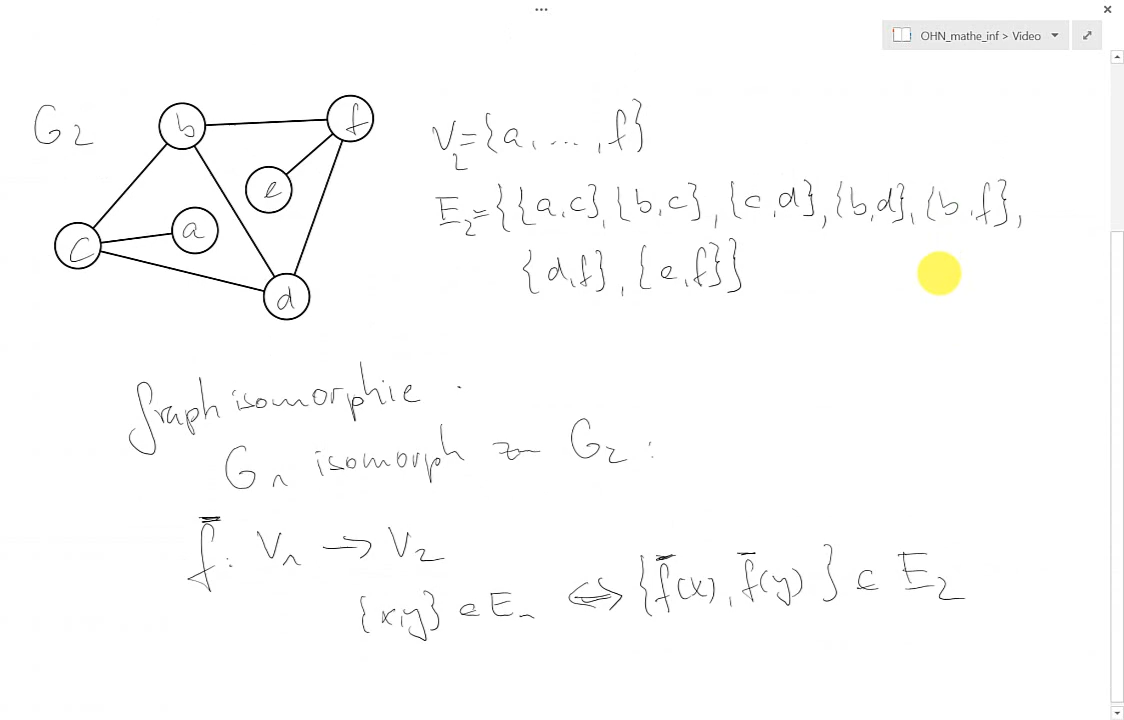 ...
OHN_mathe_inf > Video
G₂
b
f
e
a
c
d
V₂={a,...,f}
E₂={{a,c},{b,c},{c,d},{b,d},{b,f},
{d,f},{e,f}}
Graphisomorphie.
G₁ isomorph zu G₂:
f̄: V₁ → V₂
{x,y} ∈ E₁ ⇔ {f̄(x), f̄(y)} ∈ E₂